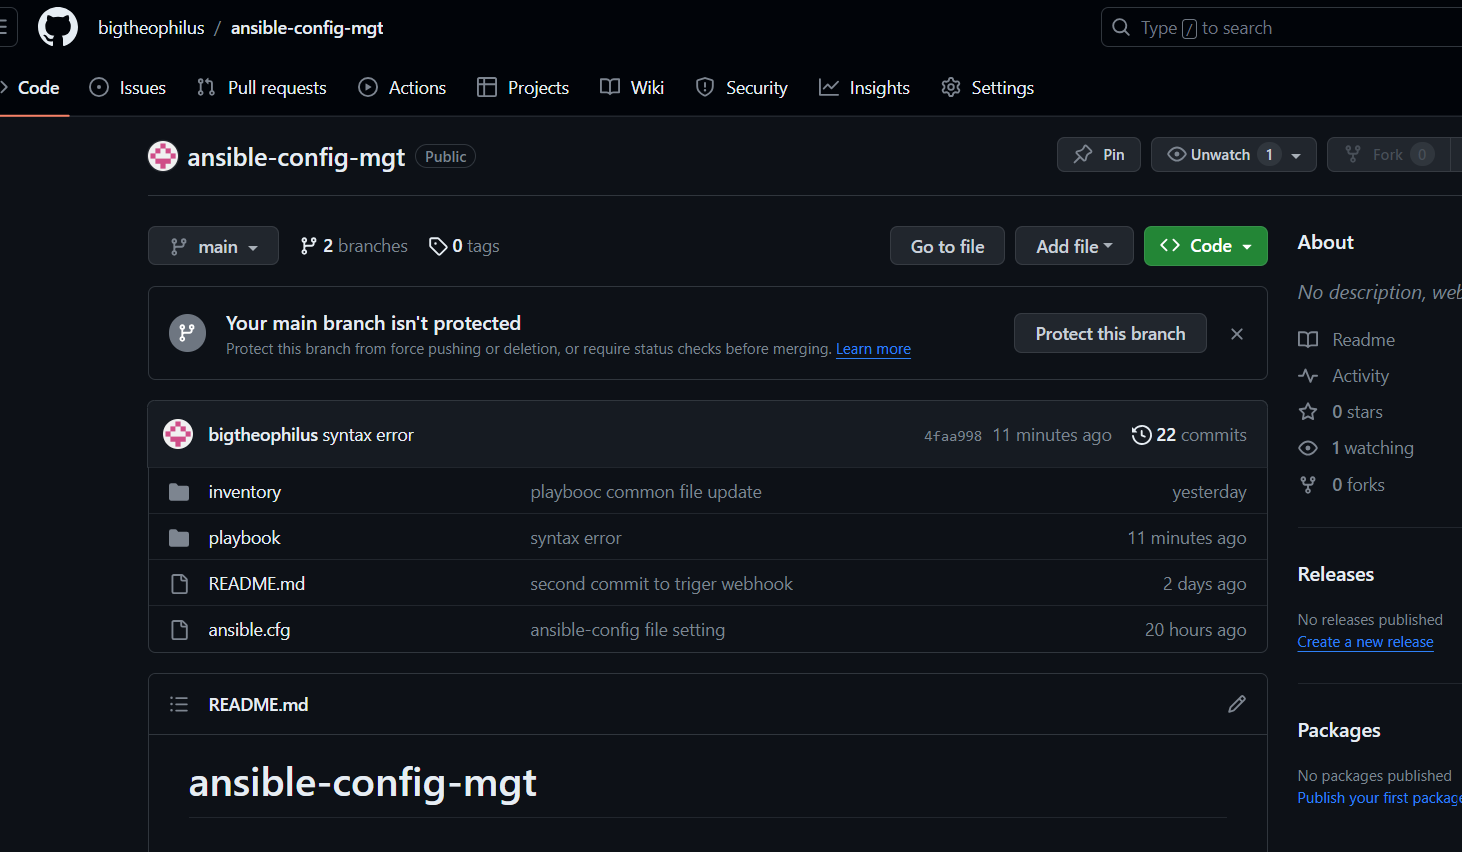 bigtheophilus / ansible-config-mgt
Type / to search
Code Issues Pull requests Actions Projects Wiki Security Insights Settings
ansible-config-mgt Public
Pin Unwatch 1 Fork 0
main 2 branches 0 tags
Go to file Add file Code
Your main branch isn't protected
Protect this branch from force pushing or deletion, or require status checks before merging. Learn more
Protect this branch
bigtheophilus syntax error 4faa998 11 minutes ago 22 commits
inventory playbooc common file update yesterday
playbook syntax error 11 minutes ago
README.md second commit to triger webhook 2 days ago
ansible.cfg ansible-config file setting 20 hours ago
README.md
ansible-config-mgt
About
No description, we
Readme
Activity
0 stars
1 watching
0 forks
Releases
No releases published
Create a new release
Packages
No packages published
Publish your first package